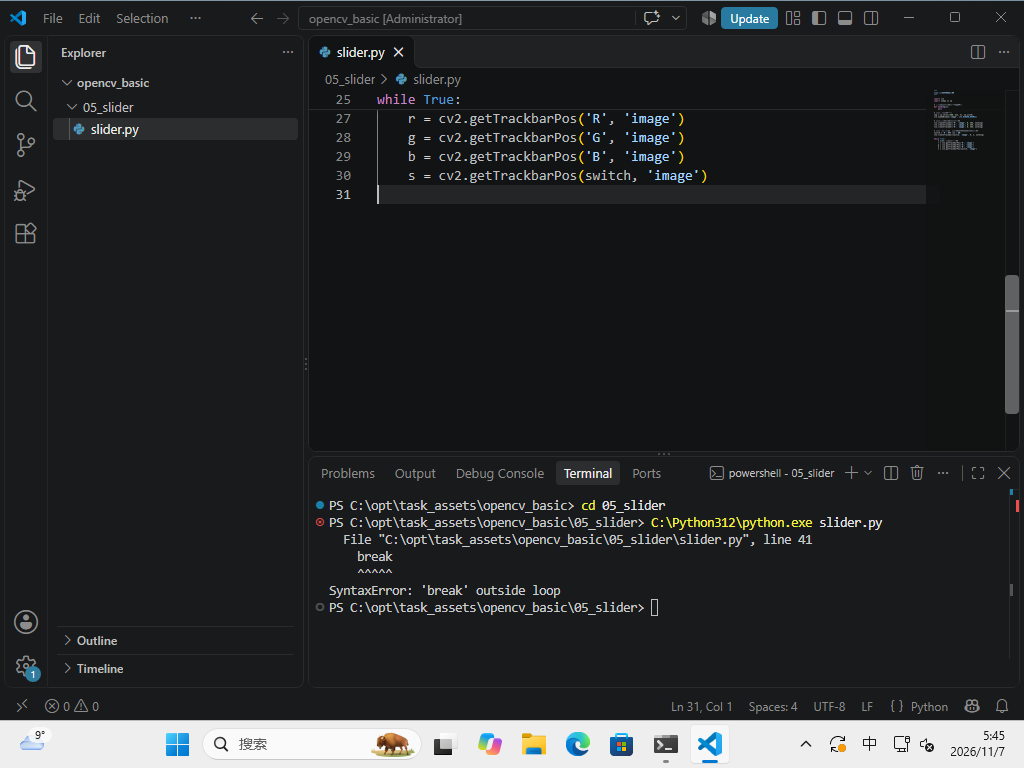 File Edit Selection ··· opencv_basic [Administrator] Update
Explorer ···
opencv_basic
05_slider
slider.py
slider.py
05_slider > slider.py
25 while True:
27 r = cv2.getTrackbarPos('R', 'image')
28 g = cv2.getTrackbarPos('G', 'image')
29 b = cv2.getTrackbarPos('B', 'image')
30 s = cv2.getTrackbarPos(switch, 'image')
31
Problems Output Debug Console Terminal Ports powershell - 05_slider
PS C:\opt\task_assets\opencv_basic> cd 05_slider
PS C:\opt\task_assets\opencv_basic\05_slider> C:\Python312\python.exe slider.py
File "C:\opt\task_assets\opencv_basic\05_slider\slider.py", line 41
break
^^^^^
SyntaxError: 'break' outside loop
PS C:\opt\task_assets\opencv_basic\05_slider>
Outline
Timeline
1
0 0 Ln 31, Col 1 Spaces: 4 UTF-8 LF { } Python
9°
搜索
中
5:45
2026/11/7